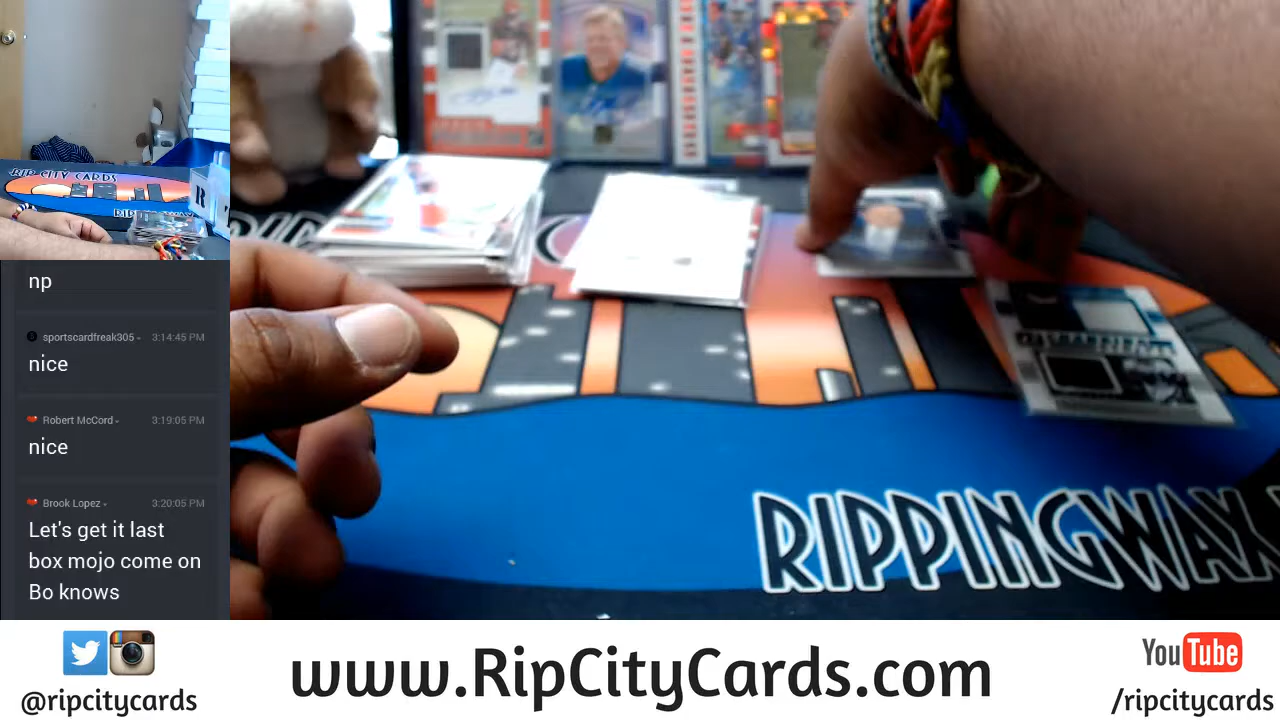 RIP CITY CARDS
R
np
sportscardfreak305
3:14:45 PM
nice
Robert McCord
3:19:05 PM
nice
Brook Lopez
3:20:05 PM
Let's get it last
box mojo come on
Bo knows
RIPPINGWAX
@ripcitycards
www.RipCityCards.com
YouTube
/ripcitycards